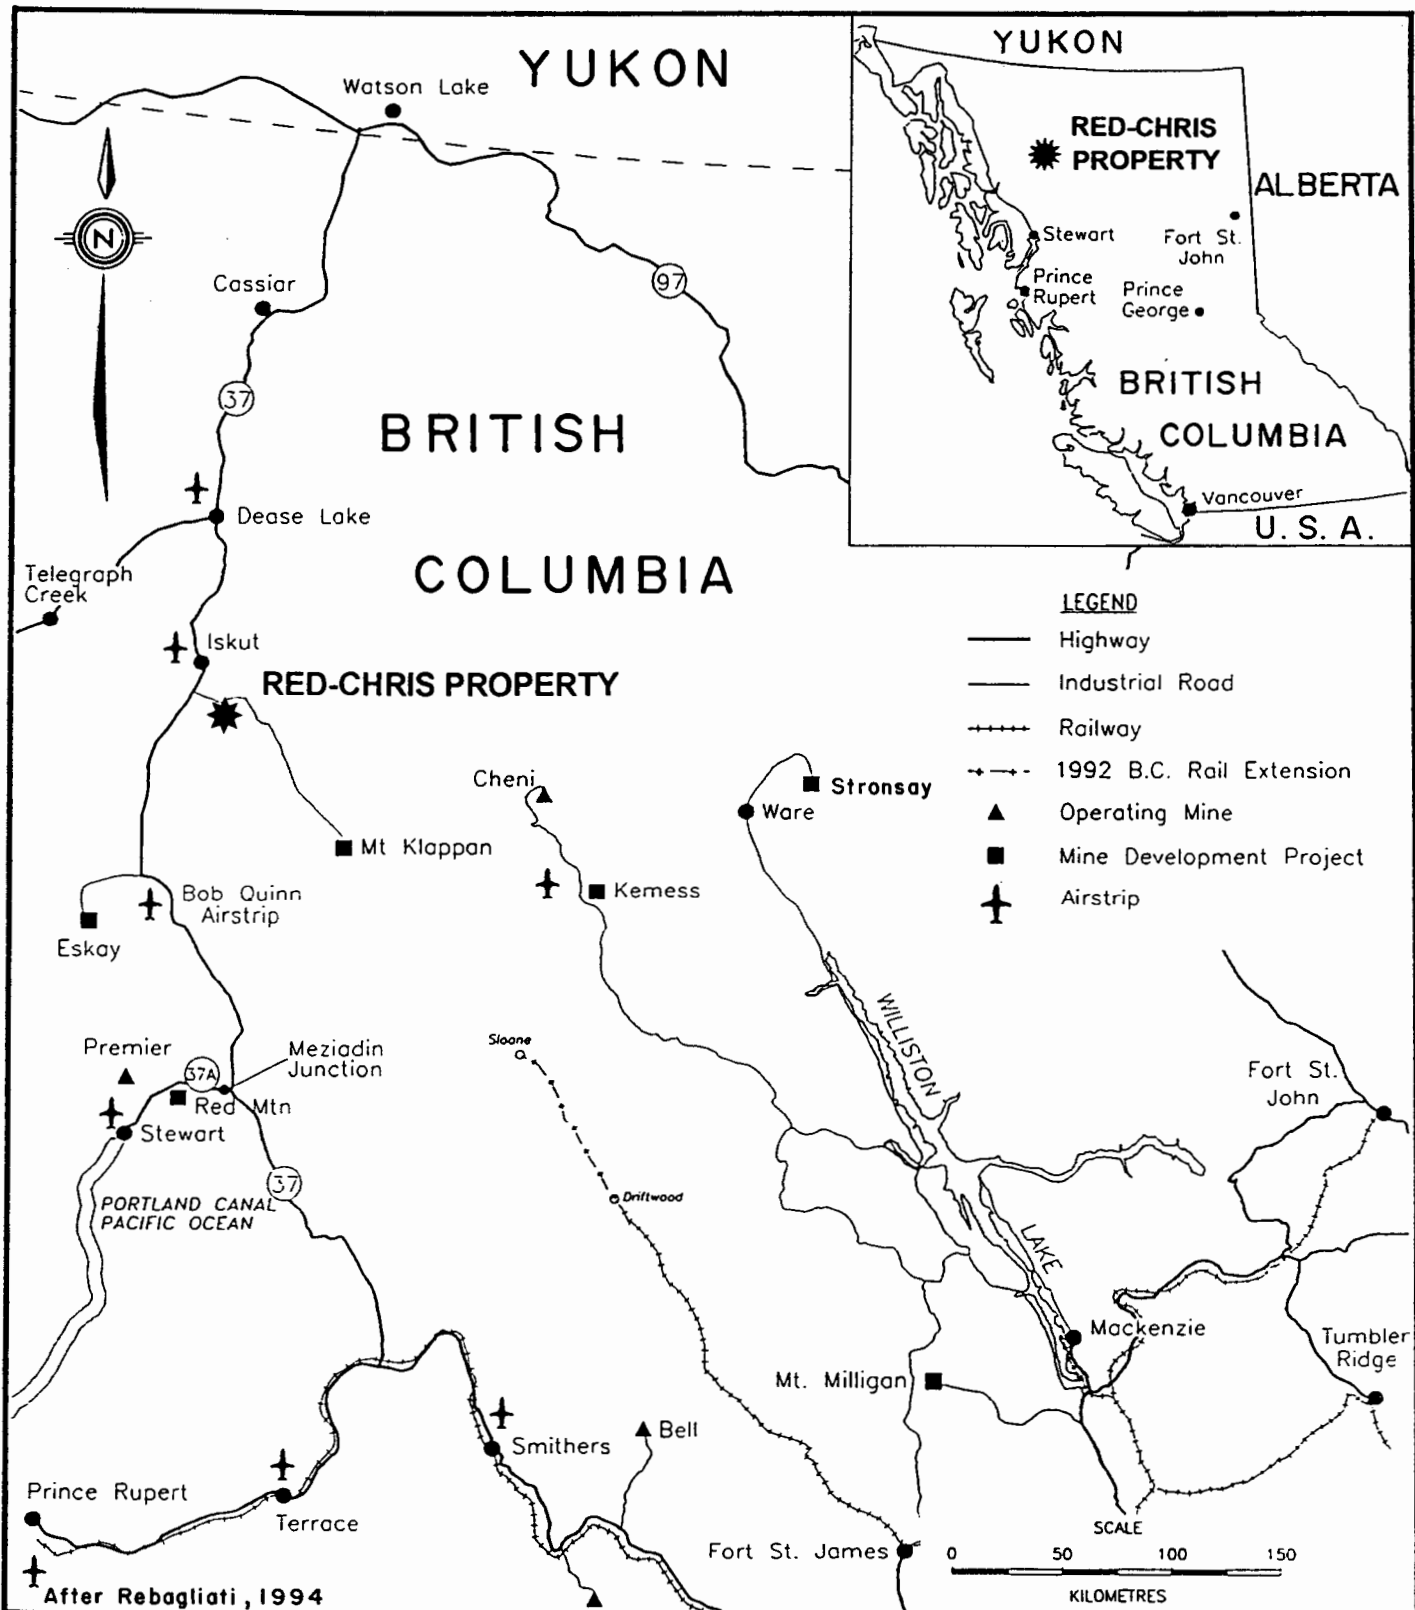 YUKON
Watson Lake
N
Cassiar
97
37
BRITISH
Dease Lake
COLUMBIA
Telegraph
Creek
Iskut
RED-CHRIS PROPERTY
Cheni
Stronsay
Ware
Mt Klappan
Kemess
Bob Quinn
Airstrip
Eskay
WILLISTON
Sloane
Premier
Meziadin
Junction
37A
Red Mtn
Stewart
Fort St.
John
37
Driftwood
PORTLAND CANAL
PACIFIC OCEAN
LAKE
Mackenzie
Tumbler
Ridge
Mt. Milligan
Bell
Smithers
Prince Rupert
Terrace
Fort St. James
After Rebagliati, 1994
SCALE
0 50 100 150
KILOMETRES
YUKON
RED-CHRIS
PROPERTY
ALBERTA
Stewart
Fort St.
John
Prince
Rupert
Prince
George
BRITISH
COLUMBIA
Vancouver
U.S.A.
LEGEND
Highway
Industrial Road
Railway
1992 B.C. Rail Extension
Operating Mine
Mine Development Project
Airstrip